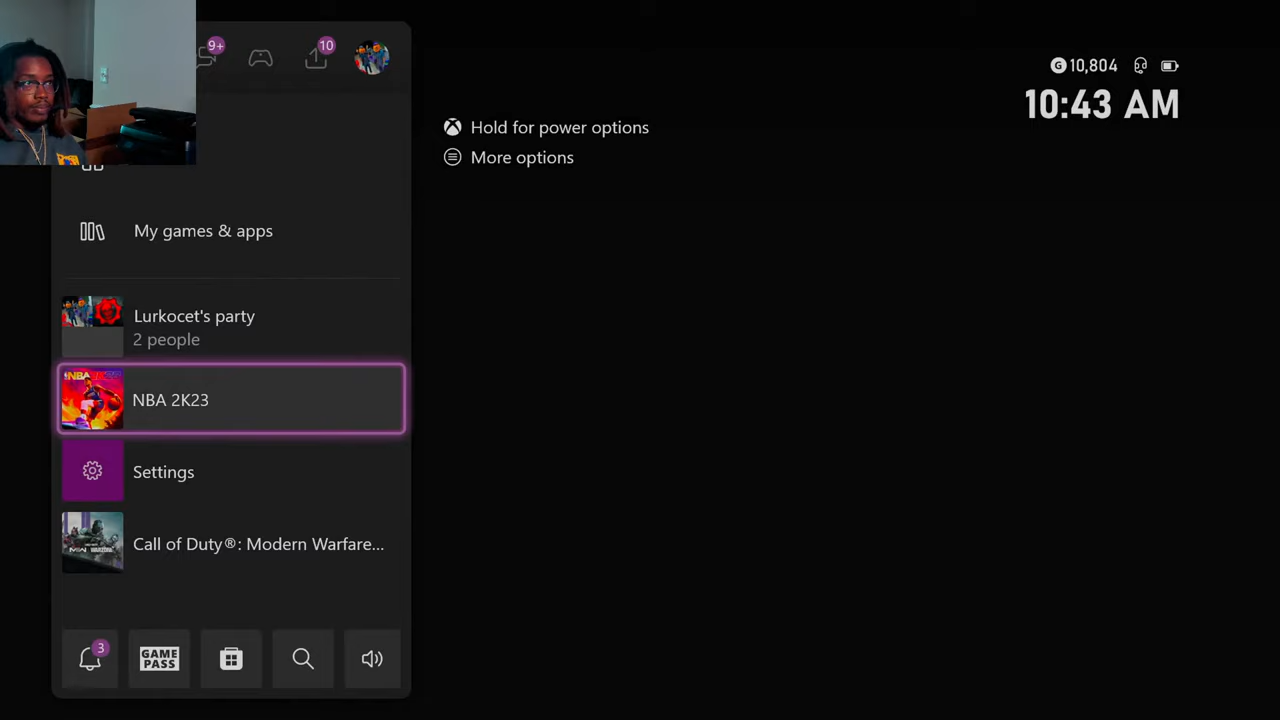 9+
10
G 10,804
10:43 AM
Hold for power options
More options
My games & apps
Lurkocet's party
2 people
NBA 2K23
Settings
Call of Duty®: Modern Warfare...
3
GAME
PASS